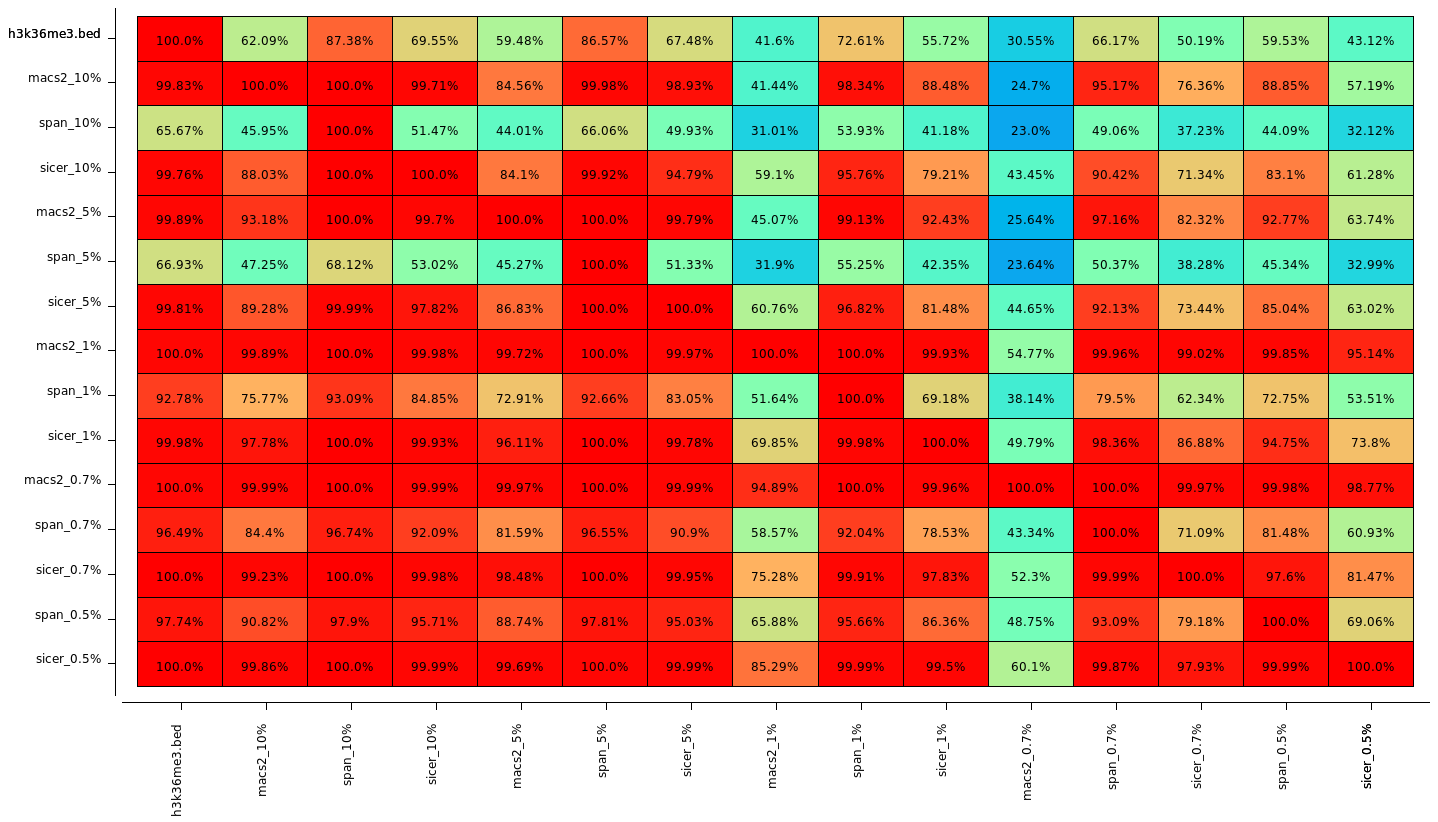 h3k36me3.bed 100.0% 62.09% 87.38% 69.55% 59.48% 86.57% 67.48% 41.6% 72.61% 55.72% 30.55% 66.17% 50.19% 59.53% 43.12%
macs2_10% 99.83% 100.0% 100.0% 99.71% 84.56% 99.98% 98.93% 41.44% 98.34% 88.48% 24.7% 95.17% 76.36% 88.85% 57.19%
span_10% 65.67% 45.95% 100.0% 51.47% 44.01% 66.06% 49.93% 31.01% 53.93% 41.18% 23.0% 49.06% 37.23% 44.09% 32.12%
sicer_10% 99.76% 88.03% 100.0% 100.0% 84.1% 99.92% 94.79% 59.1% 95.76% 79.21% 43.45% 90.42% 71.34% 83.1% 61.28%
macs2_5% 99.89% 93.18% 100.0% 99.7% 100.0% 100.0% 99.79% 45.07% 99.13% 92.43% 25.64% 97.16% 82.32% 92.77% 63.74%
span_5% 66.93% 47.25% 68.12% 53.02% 45.27% 100.0% 51.33% 31.9% 55.25% 42.35% 23.64% 50.37% 38.28% 45.34% 32.99%
sicer_5% 99.81% 89.28% 99.99% 97.82% 86.83% 100.0% 100.0% 60.76% 96.82% 81.48% 44.65% 92.13% 73.44% 85.04% 63.02%
macs2_1% 100.0% 99.89% 100.0% 99.98% 99.72% 100.0% 99.97% 100.0% 100.0% 99.93% 54.77% 99.96% 99.02% 99.85% 95.14%
span_1% 92.78% 75.77% 93.09% 84.85% 72.91% 92.66% 83.05% 51.64% 100.0% 69.18% 38.14% 79.5% 62.34% 72.75% 53.51%
sicer_1% 99.98% 97.78% 100.0% 99.93% 96.11% 100.0% 99.78% 69.85% 99.98% 100.0% 49.79% 98.36% 86.88% 94.75% 73.8%
macs2_0.7% 100.0% 99.99% 100.0% 99.99% 99.97% 100.0% 99.99% 94.89% 100.0% 99.96% 100.0% 100.0% 99.97% 99.98% 98.77%
span_0.7% 96.49% 84.4% 96.74% 92.09% 81.59% 96.55% 90.9% 58.57% 92.04% 78.53% 43.34% 100.0% 71.09% 81.48% 60.93%
sicer_0.7% 100.0% 99.23% 100.0% 99.98% 98.48% 100.0% 99.95% 75.28% 99.91% 97.83% 52.3% 99.99% 100.0% 97.6% 81.47%
span_0.5% 97.74% 90.82% 97.9% 95.71% 88.74% 97.81% 95.03% 65.88% 95.66% 86.36% 48.75% 93.09% 79.18% 100.0% 69.06%
sicer_0.5% 100.0% 99.86% 100.0% 99.99% 99.69% 100.0% 99.99% 85.29% 99.99% 99.5% 60.1% 99.87% 97.93% 99.99% 100.0%
h3k36me3.bed macs2_10% span_10% sicer_10% macs2_5% span_5% sicer_5% macs2_1% span_1% sicer_1% macs2_0.7% span_0.7% sicer_0.7% span_0.5% sicer_0.5%